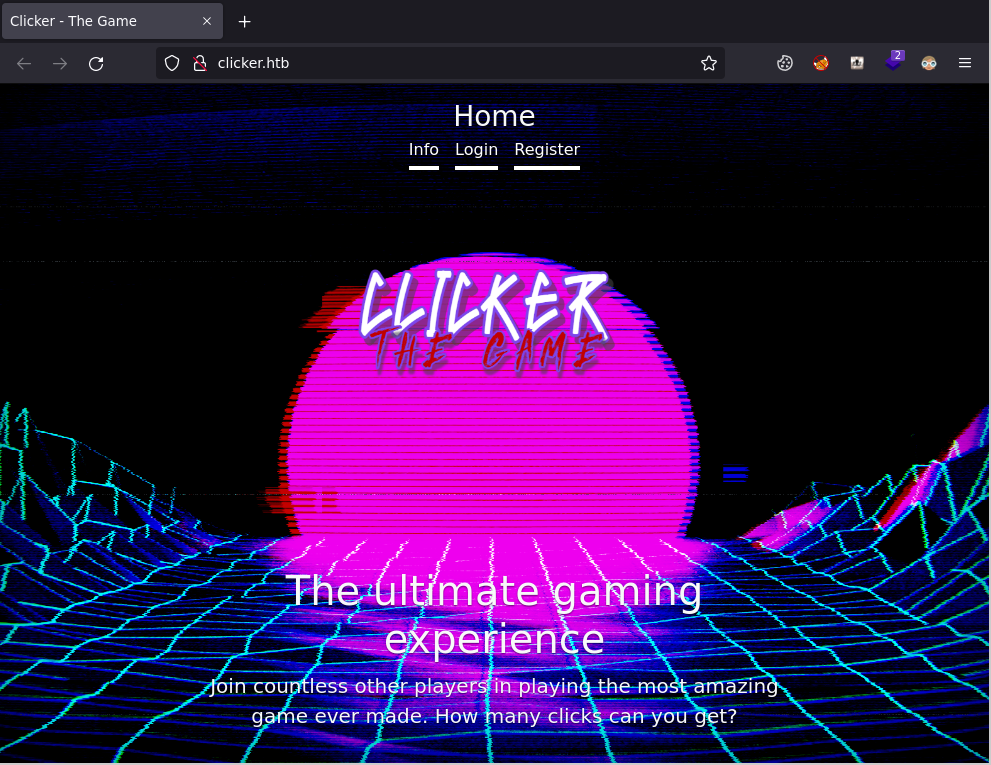 Clicker - The Game
clicker.htb
2
Home
Info Login Register
CLICKER
THE GAME
The ultimate gaming
experience
Join countless other players in playing the most amazing
game ever made. How many clicks can you get?